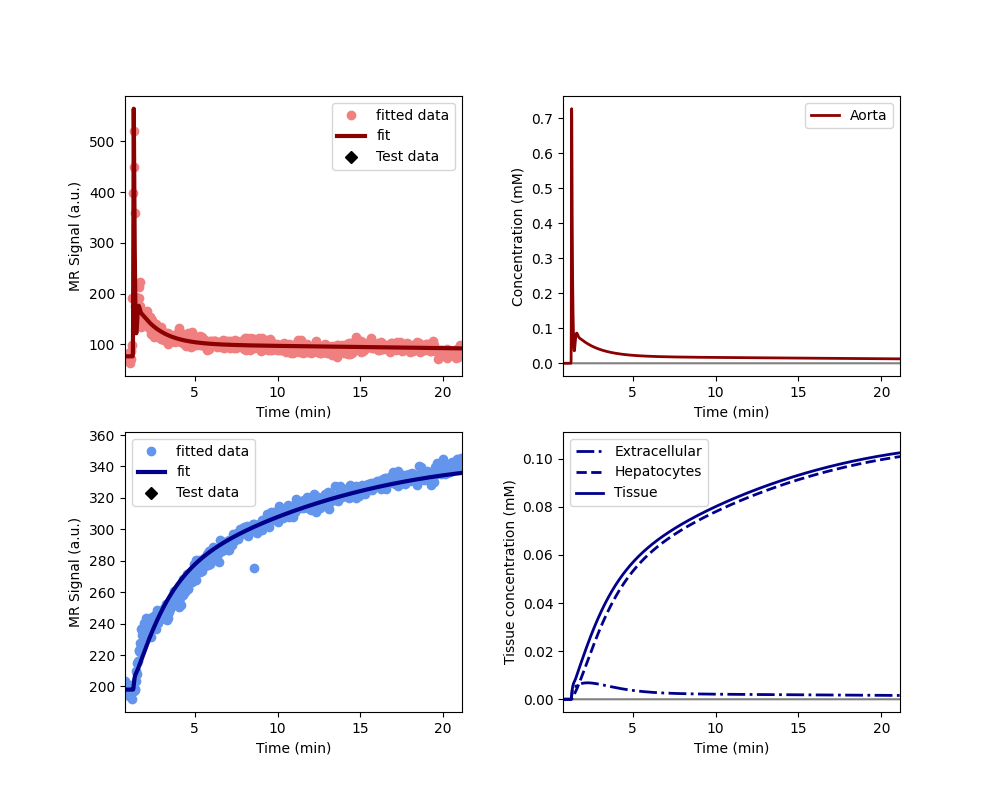 MR Signal (a.u.)
500
400
300
200
100
fitted data
fit
Test data
5 10 15 20
Time (min)
Concentration (mM)
0.7
0.6
0.5
0.4
0.3
0.2
0.1
0.0
Aorta
5 10 15 20
Time (min)
MR Signal (a.u.)
360
340
320
300
280
260
240
220
200
fitted data
fit
Test data
5 10 15 20
Time (min)
Tissue concentration (mM)
0.10
0.08
0.06
0.04
0.02
0.00
Extracellular
Hepatocytes
Tissue
5 10 15 20
Time (min)